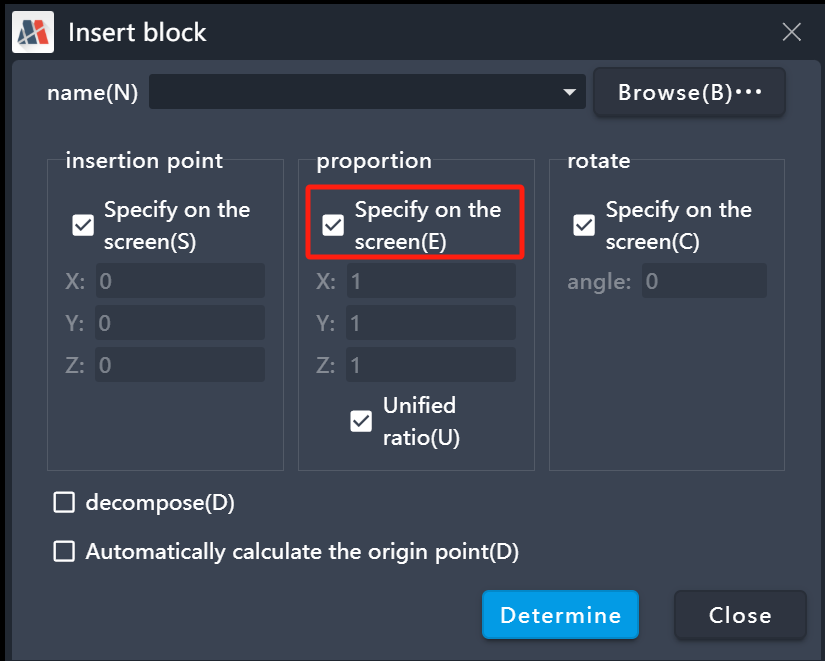 Insert block
name(N)
Browse(B)•••
insertion point
proportion
rotate
Specify on the
screen(S)
Specify on the
screen(E)
Specify on the
screen(C)
X: 0
X: 1
angle: 0
Y: 0
Y: 1
Z: 0
Z: 1
Unified
ratio(U)
decompose(D)
Automatically calculate the origin point(D)
Determine
Close